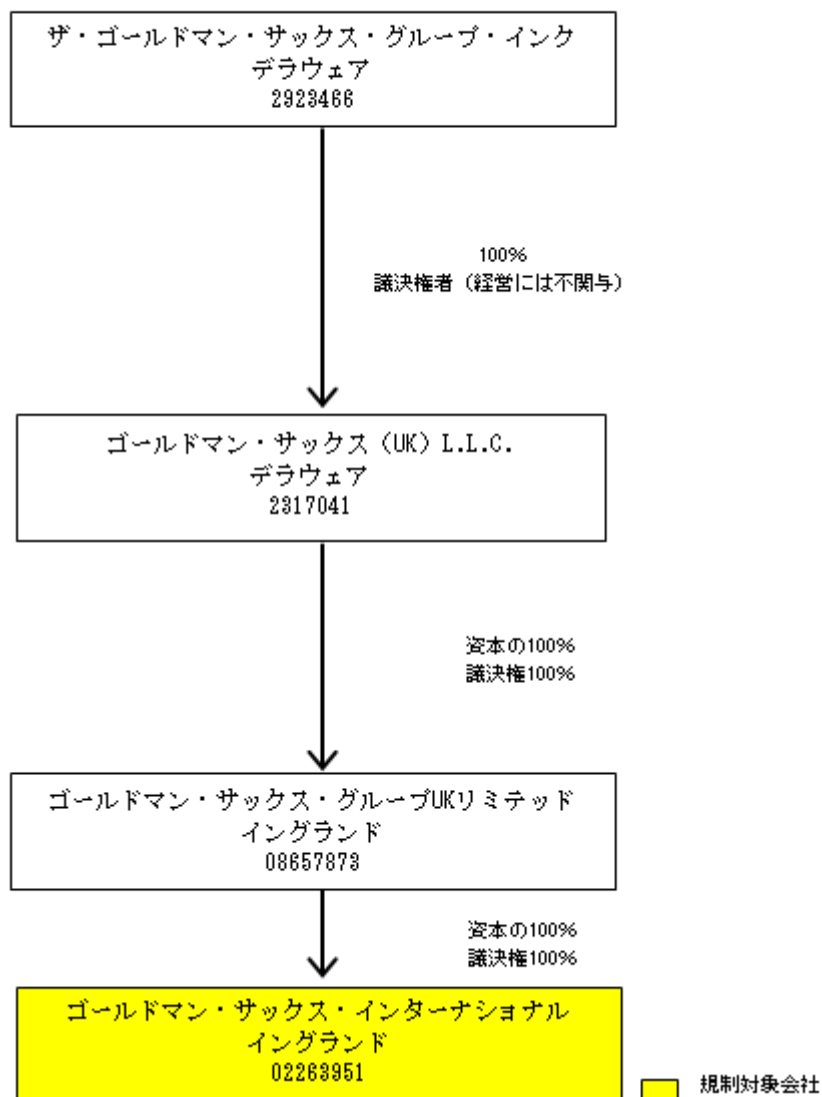 ザ・ゴールドマン・サックス・グループ・インク
デラウェア
2923466
100%
議決権者（経営には不関与）
ゴールドマン・サックス（UK）L.L.C.
デラウェア
2317041
資本の100%
議決権100%
ゴールドマン・サックス・グループUKリミテッド
イングランド
08657873
資本の100%
議決権100%
ゴールドマン・サックス・インターナショナル
イングランド
02263951
規制対象会社